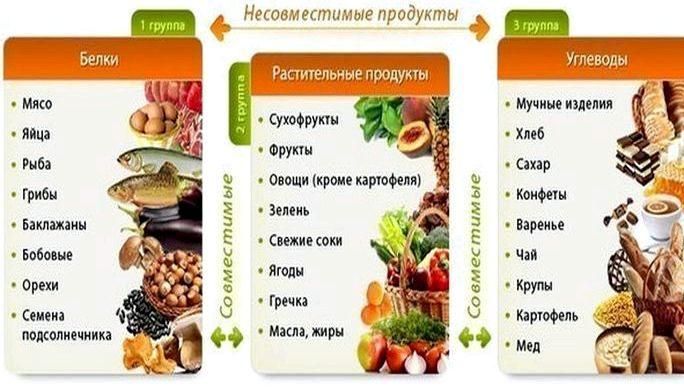 Несовместимые продукты
1 группа
Белки
Мясо
Яйца
Рыба
Грибы
Баклажаны
Бобовые
Орехи
Семена
подсолнечника
Совместимые
2 группа
Растительные продукты
Сухофрукты
Фрукты
Овощи (кроме картофеля)
Зелень
Свежие соки
Ягоды
Гречка
Масла, жиры
Совместимые
3 группа
Углеводы
Мучные изделия
Хлеб
Сахар
Конфеты
Варенье
Чай
Крупы
Картофель
Мед